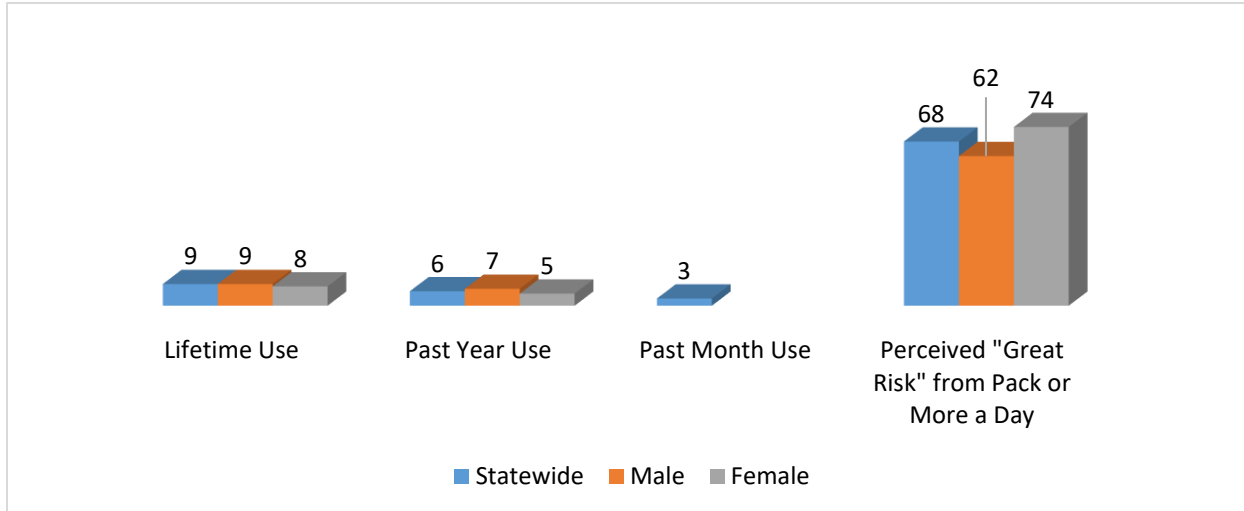 62
68
74
9
9
8
6
7
5
3
Lifetime Use
Past Year Use
Past Month Use
Perceived "Great
Risk" from Pack or
More a Day
Statewide
Male
Female